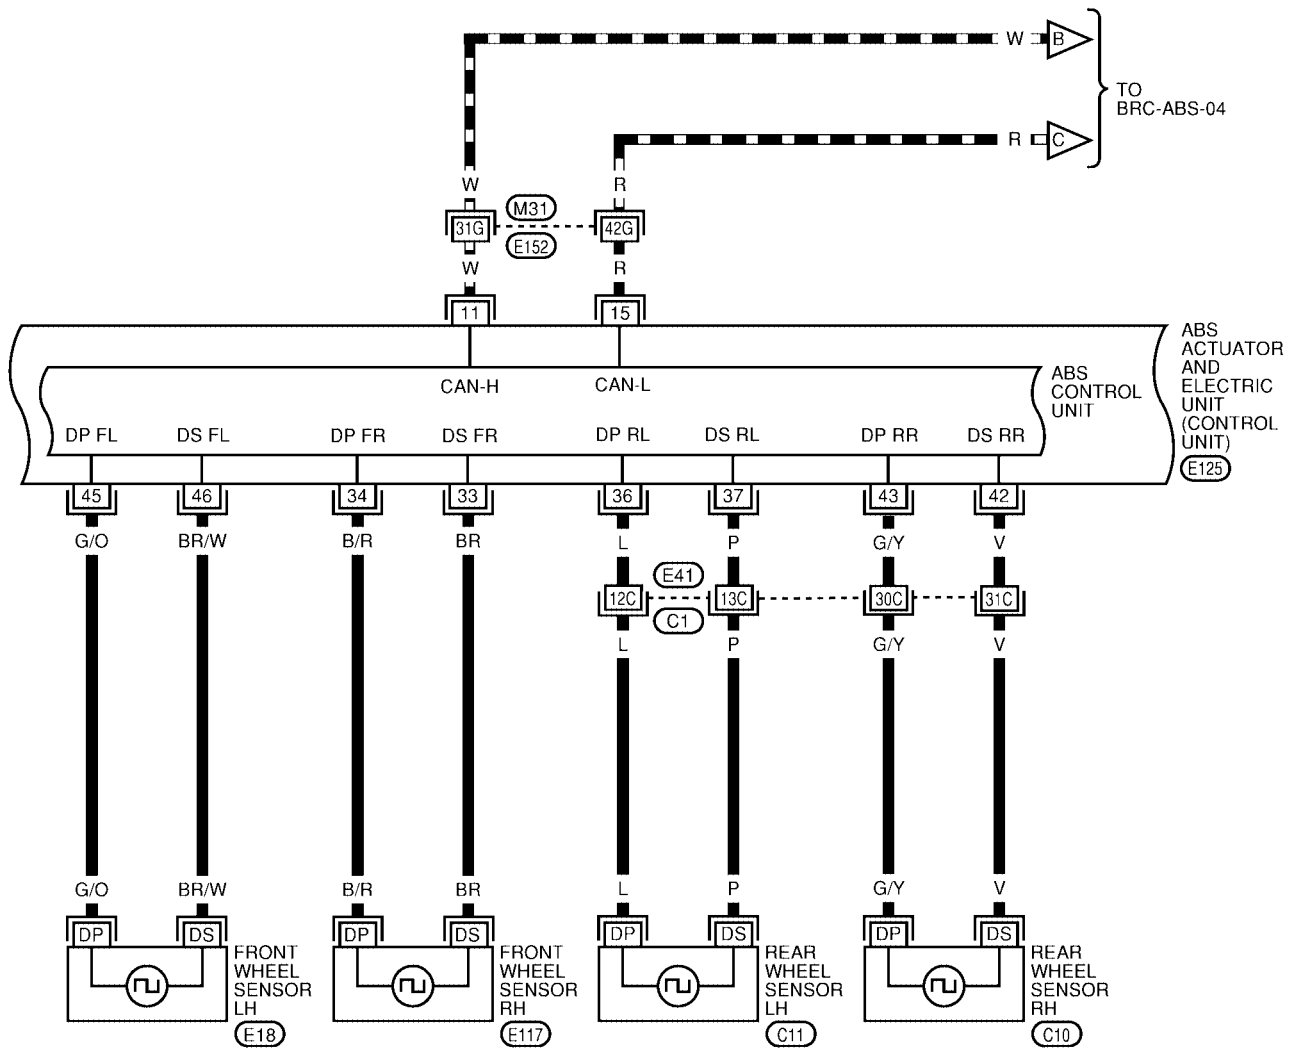 W B
TO
BRC-ABS-04
R C
W R
31G M31 42G
E152
W R
11 15
ABS
ACTUATOR
AND
ELECTRIC
UNIT
(CONTROL
UNIT)
E125
CAN-H CAN-L
ABS
CONTROL
UNIT
DP FL DS FL DP FR DS FR DP RL DS RL DP RR DS RR
45 46 34 33 36 37 43 42
G/O BR/W B/R BR L P G/Y V
E41
12C 13C 30C 31C
C1
L P G/Y V
G/O BR/W B/R BR L P G/Y V
DP DS DP DS DP DS DP DS
FRONT
WHEEL
SENSOR
LH
E18
FRONT
WHEEL
SENSOR
RH
E117
REAR
WHEEL
SENSOR
LH
C11
REAR
WHEEL
SENSOR
RH
C10